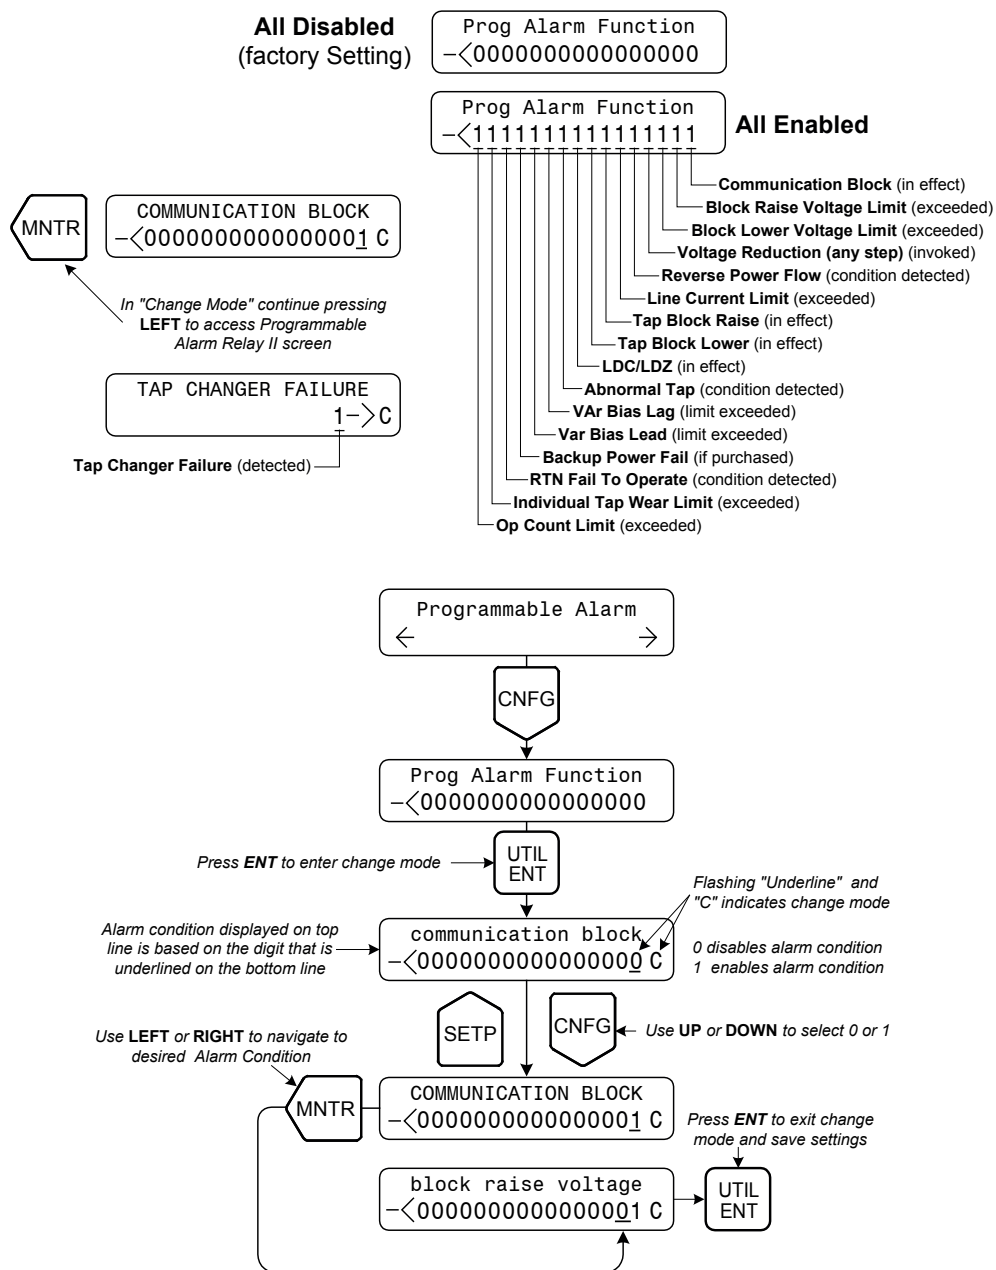 All Disabled
(factory Setting)
Prog Alarm Function
–<0000000000000000
Prog Alarm Function
–<1111111111111111
All Enabled
Communication Block (in effect)
Block Raise Voltage Limit (exceeded)
Block Lower Voltage Limit (exceeded)
Voltage Reduction (any step) (invoked)
Reverse Power Flow (condition detected)
Line Current Limit (exceeded)
Tap Block Raise (in effect)
Tap Block Lower (in effect)
LDC/LDZ (in effect)
Abnormal Tap (condition detected)
VAr Bias Lag (limit exceeded)
Var Bias Lead (limit exceeded)
Backup Power Fail (if purchased)
RTN Fail To Operate (condition detected)
Individual Tap Wear Limit (exceeded)
Op Count Limit (exceeded)
MNTR
COMMUNICATION BLOCK
–<0000000000000001 C
In "Change Mode" continue pressing
LEFT to access Programmable
Alarm Relay II screen
TAP CHANGER FAILURE
1–>C
Tap Changer Failure (detected)
Programmable Alarm
← →
CNFG
Prog Alarm Function
–<0000000000000000
Press ENT to enter change mode
UTIL
ENT
Flashing "Underline" and
"C" indicates change mode
Alarm condition displayed on top
line is based on the digit that is
underlined on the bottom line
communication block
–<0000000000000000 C
0 disables alarm condition
1 enables alarm condition
SETP
CNFG
Use UP or DOWN to select 0 or 1
Use LEFT or RIGHT to navigate to
desired Alarm Condition
MNTR
COMMUNICATION BLOCK
–<0000000000000001 C
Press ENT to exit change
mode and save settings
block raise voltage
–<0000000000000001 C
UTIL
ENT